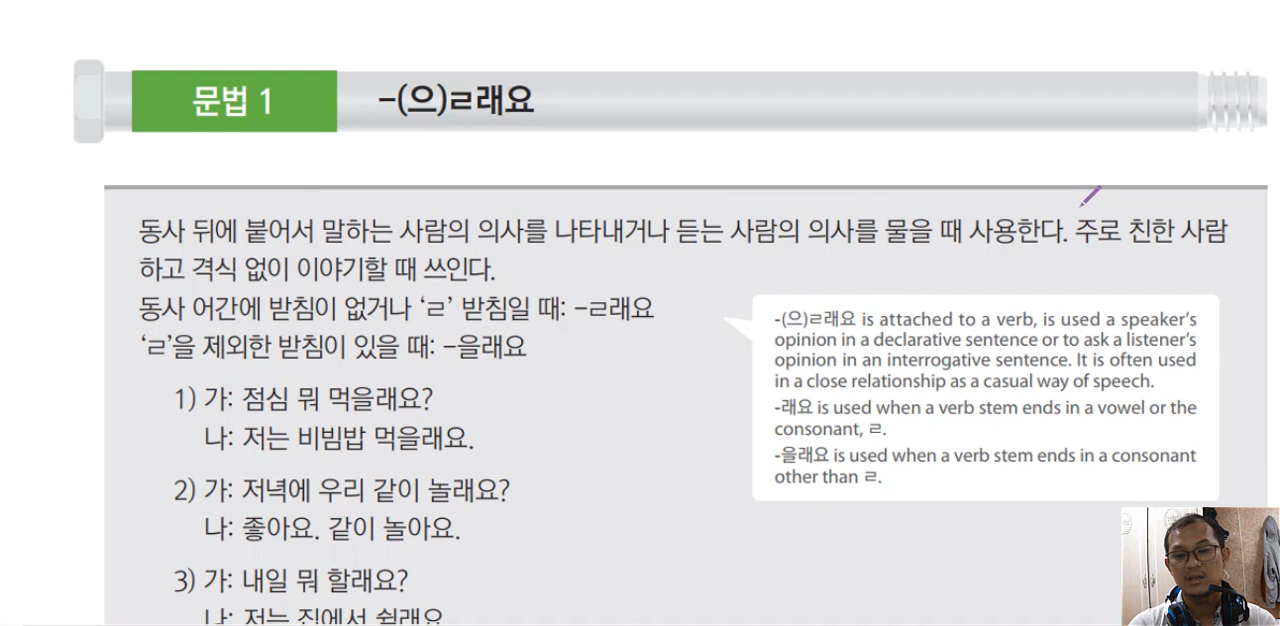 문법 1
-(으)ㄹ래요
동사 뒤에 붙어서 말하는 사람의 의사를 나타내거나 듣는 사람의 의사를 물을 때 사용한다. 주로 친한 사람
하고 격식 없이 이야기할 때 쓰인다.
동사 어간에 받침이 없거나 ‘ㄹ’ 받침일 때: -ㄹ래요
‘ㄹ’을 제외한 받침이 있을 때: -을래요
1) 가: 점심 뭐 먹을래요?
나: 저는 비빔밥 먹을래요.
2) 가: 저녁에 우리 같이 놀래요?
나: 좋아요. 같이 놀아요.
3) 가: 내일 뭐 할래요?
나: 저는 집에서 쉴래요
-(으)ㄹ래요 is attached to a verb, is used a speaker's
opinion in a declarative sentence or to ask a listener's
opinion in an interrogative sentence. It is often used
in a close relationship as a casual way of speech.
-래요 is used when a verb stem ends in a vowel or the
consonant, ㄹ.
-을래요 is used when a verb stem ends in a consonant
other than ㄹ.